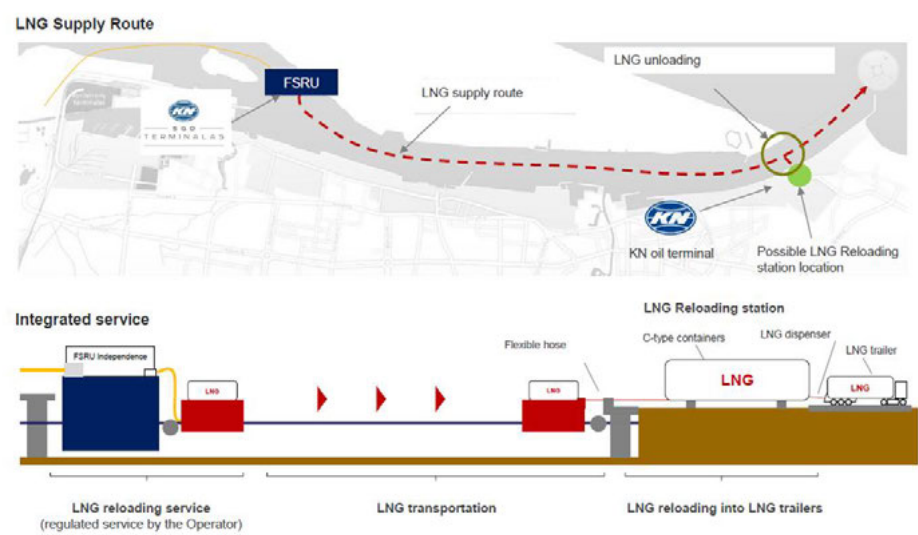 LNG Supply Route
LNG unloading
FSRU
LNG supply route
KN
SGD
TERMINALAS
KN
KN oil terminal
Possible LNG Reloading
station location
Integrated service
LNG Reloading station
FSRU Independence
Flexible hose
C-type containers
LNG dispenser
LNG trailer
LNG
LNG
LNG
LNG
LNG reloading service
(regulated service by the Operator)
LNG transportation
LNG reloading into LNG trailers